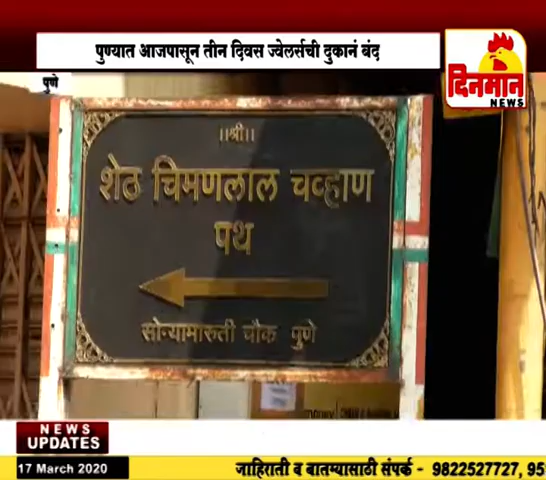 पुण्यात आजपासून तीन दिवस ज्वेलर्सची दुकानं बंद
दिनमान
NEWS
पुणे
॥श्री॥
शेठ चिमणलाल चव्हाण
पथ
सोन्यामारुती चौक पुणे
NEWS
UPDATES
17 March 2020
जाहिराती व बातम्यासाठी संपर्क - 9822527727, 95